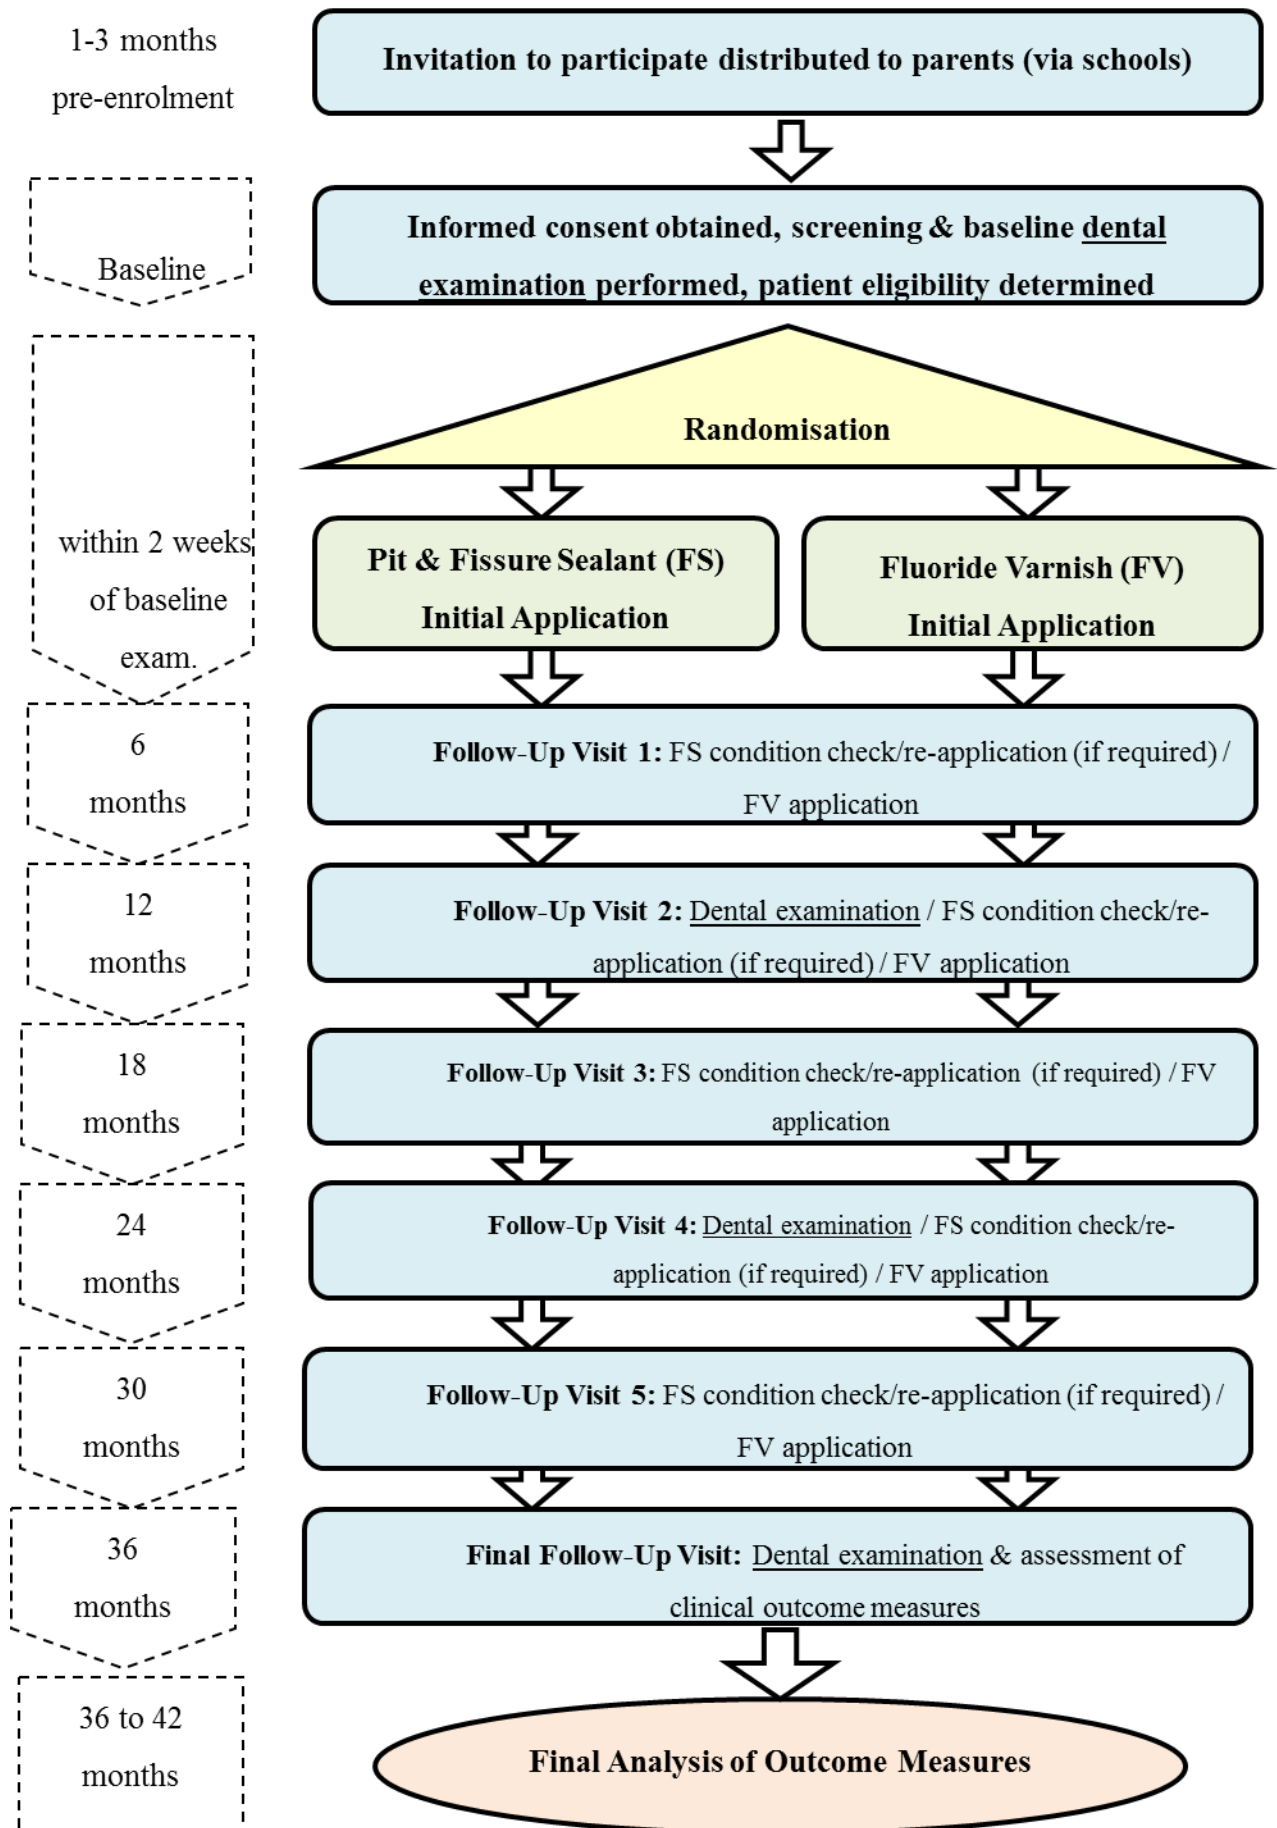 1-3 months
pre-enrolment
Invitation to participate distributed to parents (via schools)
Baseline
Informed consent obtained, screening & baseline dental
examination performed, patient eligibility determined
Randomisation
within 2 weeks
of baseline
exam.
Pit & Fissure Sealant (FS)
Initial Application
Fluoride Varnish (FV)
Initial Application
6
months
Follow-Up Visit 1: FS condition check/re-application (if required) /
FV application
12
months
Follow-Up Visit 2: Dental examination / FS condition check/re-
application (if required) / FV application
18
months
Follow-Up Visit 3: FS condition check/re-application (if required) / FV
application
24
months
Follow-Up Visit 4: Dental examination / FS condition check/re-
application (if required) / FV application
30
months
Follow-Up Visit 5: FS condition check/re-application (if required) /
FV application
36
months
Final Follow-Up Visit: Dental examination & assessment of
clinical outcome measures
36 to 42
months
Final Analysis of Outcome Measures